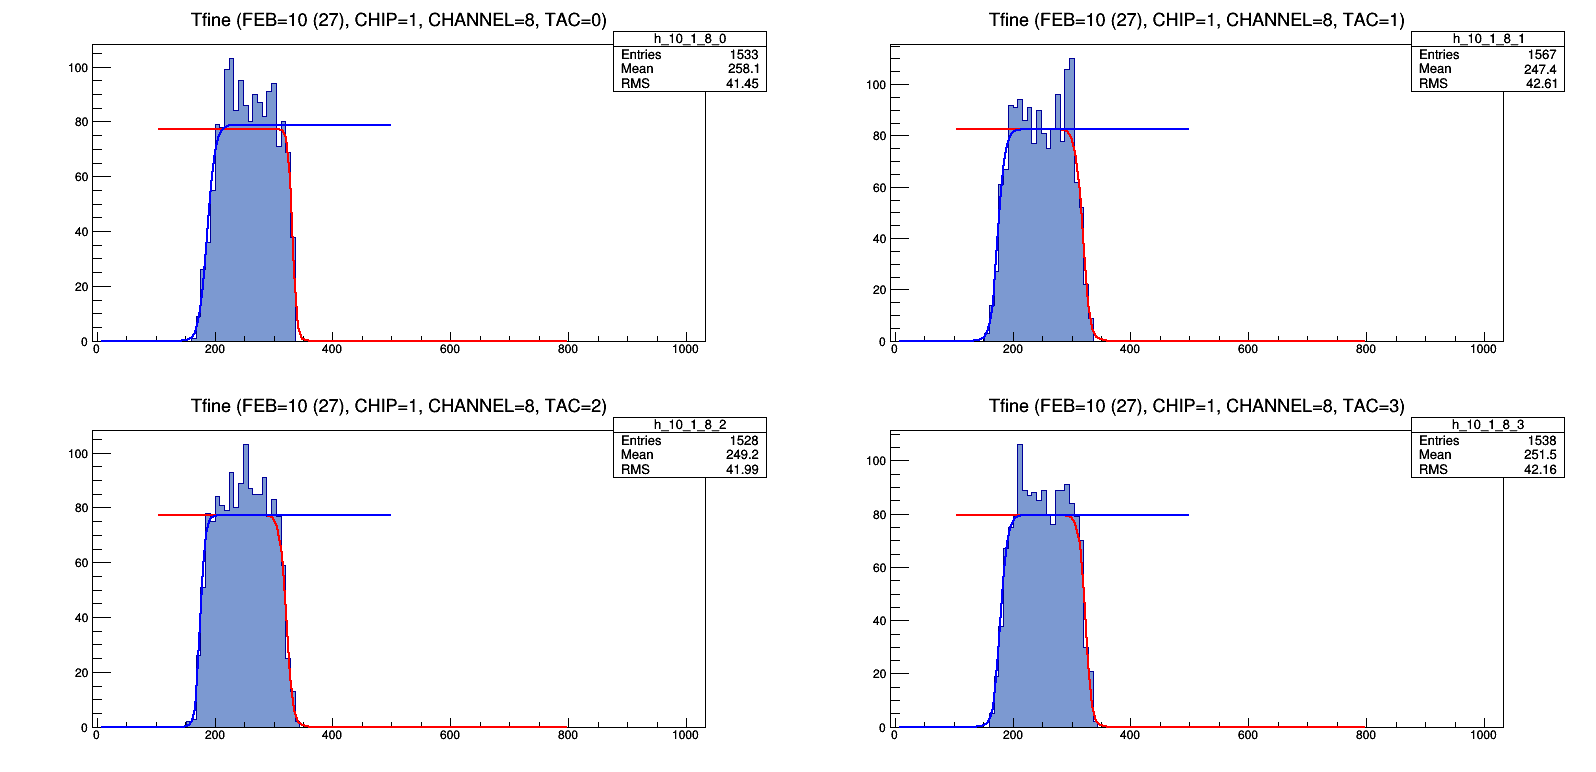 Tfine (FEB=10 (27), CHIP=1, CHANNEL=8, TAC=0)
h_10_1_8_0
Entries 1533
Mean 258.1
RMS 41.45
100
80
60
40
20
0
0 200 400 600 800 1000
Tfine (FEB=10 (27), CHIP=1, CHANNEL=8, TAC=1)
h_10_1_8_1
Entries 1567
Mean 247.4
RMS 42.61
100
80
60
40
20
0
0 200 400 600 800 1000
Tfine (FEB=10 (27), CHIP=1, CHANNEL=8, TAC=2)
h_10_1_8_2
Entries 1528
Mean 249.2
RMS 41.99
100
80
60
40
20
0
0 200 400 600 800 1000
Tfine (FEB=10 (27), CHIP=1, CHANNEL=8, TAC=3)
h_10_1_8_3
Entries 1538
Mean 251.5
RMS 42.16
100
80
60
40
20
0
0 200 400 600 800 1000